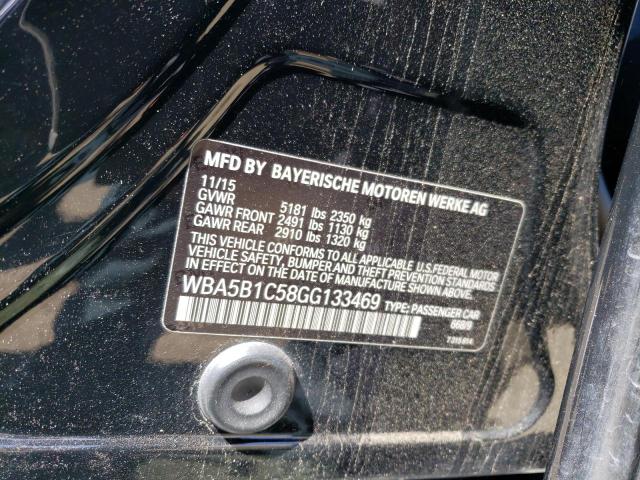 MFD BY BAYERISCHE MOTOREN WERKE AG
11/15
GVWR 5181 lbs 2350 kg
GAWR FRONT 2491 lbs 1130 kg
GAWR REAR 2910 lbs 1320 kg
THIS VEHICLE CONFORMS TO ALL APPLICABLE U.S. FEDERAL MOTOR
VEHICLE SAFETY, BUMPER AND THEFT PREVENTION STANDARDS
IN EFFECT ON THE DATE OF MANUFACTURE SHOWN ABOVE.
WBA5B1C58GG133469 TYPE: PASSENGER CAR